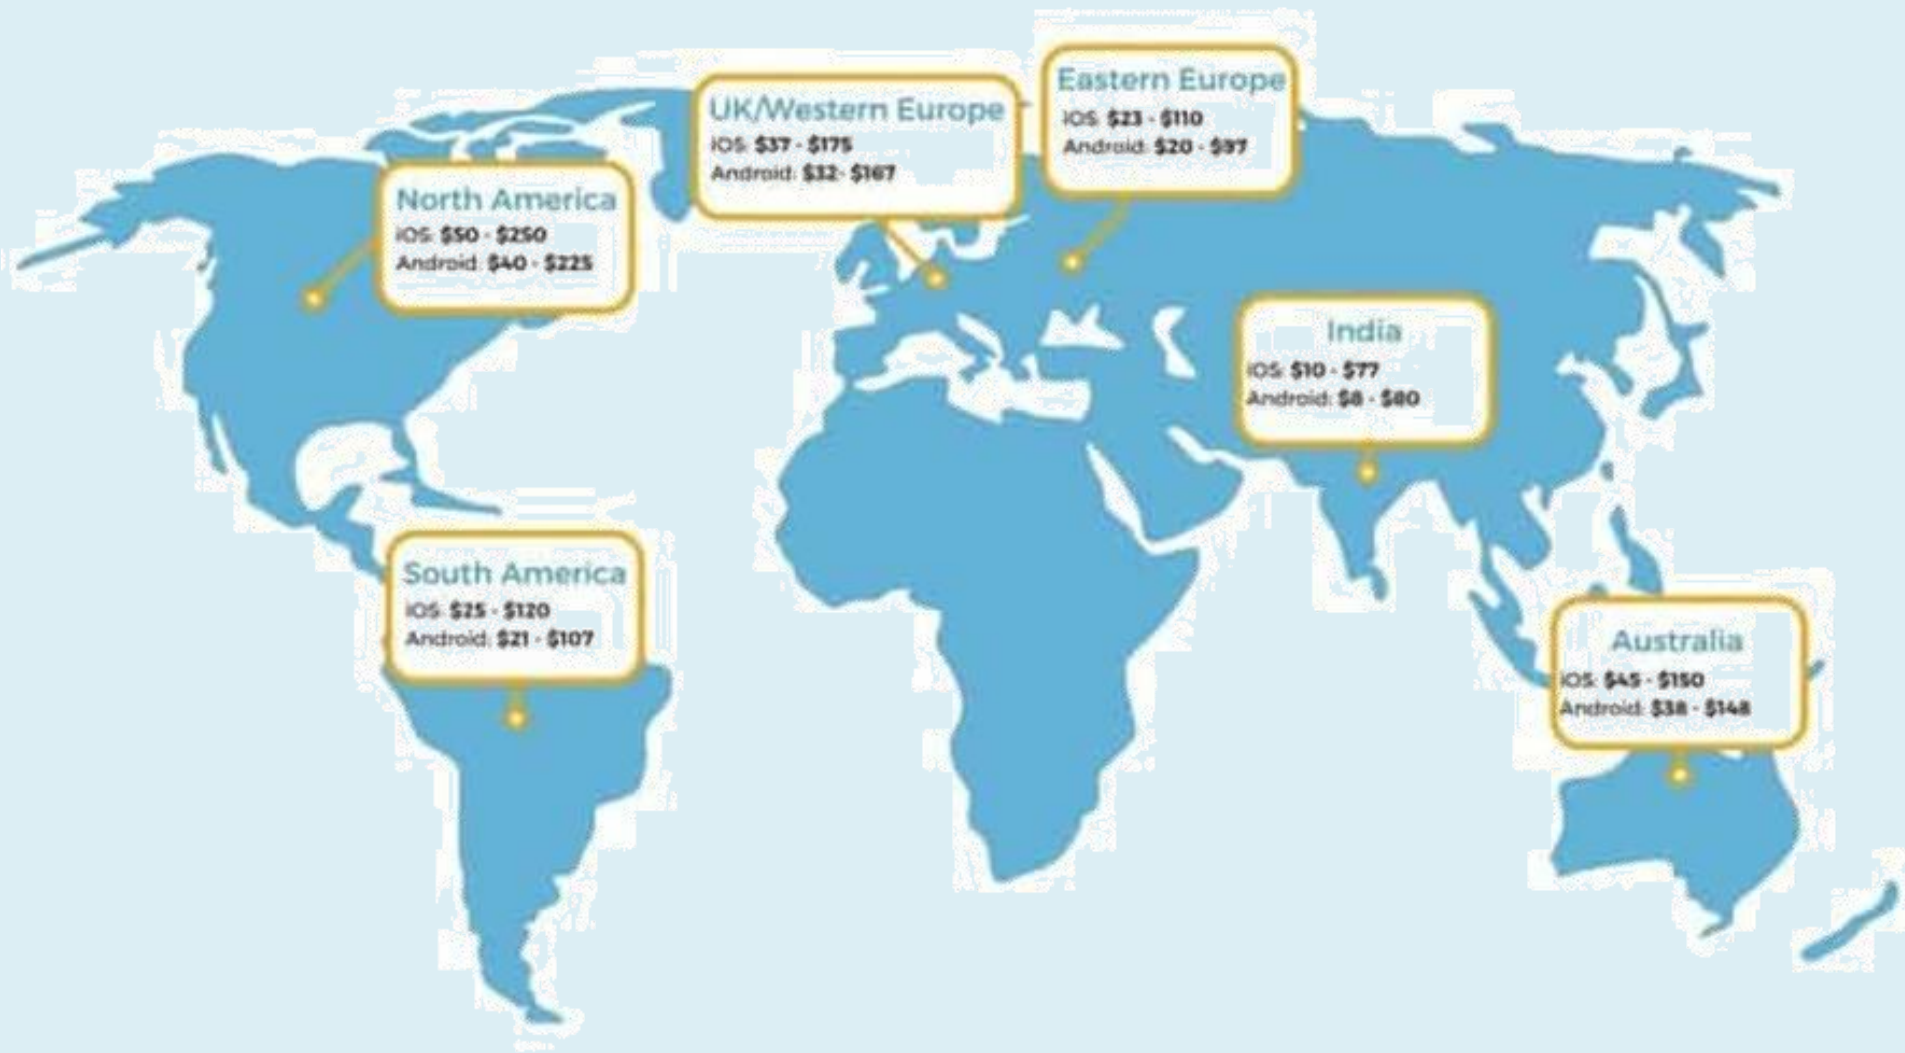 Eastern Europe
iOS: $23 - $110
Android: $20 - $97
UK/Western Europe
iOS: $37 - $175
Android: $32- $167
North America
iOS: $50 - $250
Android: $40 - $225
India
iOS: $10 - $77
Android: $8 - $80
South America
iOS: $25 - $120
Android: $21 - $107
Australia
iOS: $45 - $150
Android: $38 - $148